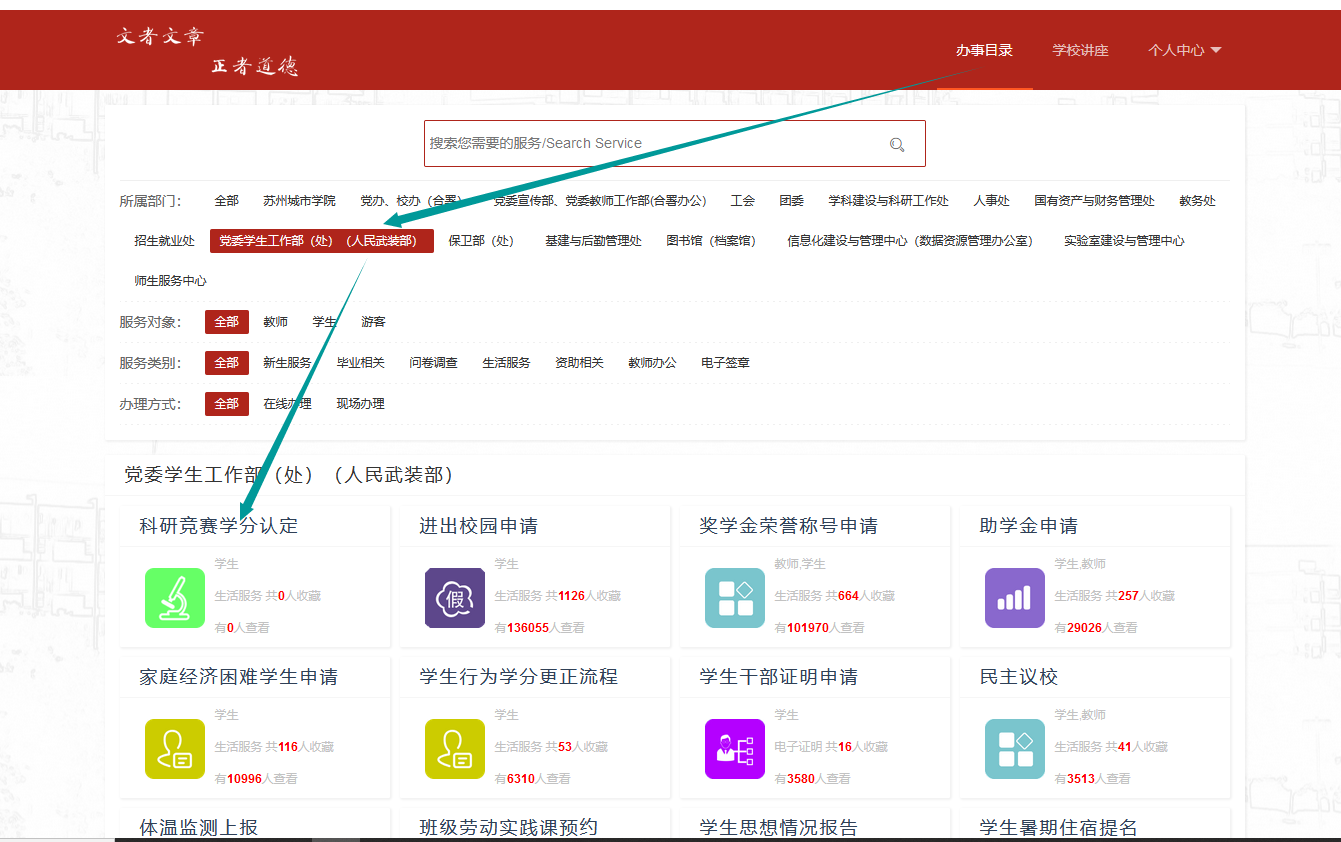 文者文章
正者道德
办事目录 学校讲座 个人中心
搜索您需要的服务/Search Service
所属部门： 全部 苏州城市学院 党办、校办（合署） 党委宣传部、党委教师工作部(合署办公） 工会 团委 学科建设与科研工作处 人事处 国有资产与财务管理处 教务处
招生就业处 党委学生工作部（处）（人民武装部） 保卫部（处） 基建与后勤管理处 图书馆（档案馆） 信息化建设与管理中心（数据资源管理办公室） 实验室建设与管理中心
师生服务中心
服务对象： 全部 教师 学生 游客
服务类别： 全部 新生服务 毕业相关 问卷调查 生活服务 资助相关 教师办公 电子签章
办理方式： 全部 在线办理 现场办理
党委学生工作部（处）（人民武装部）
科研竞赛学分认定 进出校园申请 奖学金荣誉称号申请 助学金申请
学生 学生 教师,学生 学生,教师
生活服务 共0人收藏 假 生活服务 共1126人收藏 生活服务 共664人收藏 生活服务 共257人收藏
有0人查看 有136055人查看 有101970人查看 有29026人查看
家庭经济困难学生申请 学生行为学分更正流程 学生干部证明申请 民主议校
学生 学生 学生 学生,教师
生活服务 共116人收藏 生活服务 共53人收藏 电子证明 共16人收藏 生活服务 共41人收藏
有10996人查看 有6310人查看 有3580人查看 有3513人查看
体温监测上报 班级劳动实践课预约 学生思想情况报告 学生暑期住宿提名